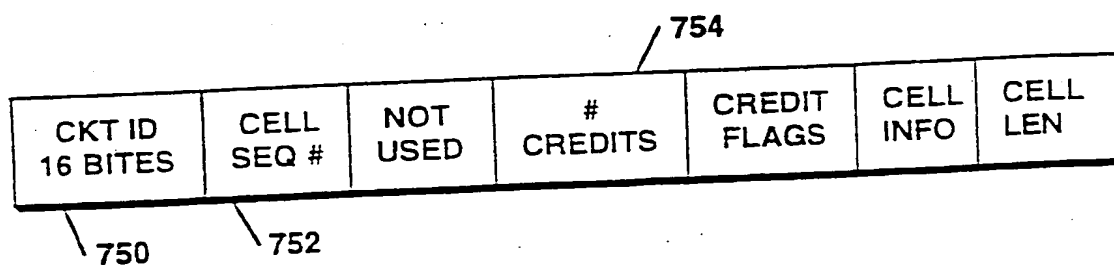 754
CKT ID
16 BITES
CELL
SEQ #
NOT
USED
#
CREDITS
CREDIT
FLAGS
CELL
INFO
CELL
LEN
750
752